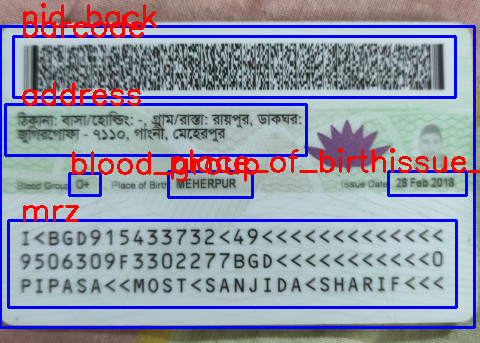 nid_back
barcode
address
ঠিকানা: বাসা/হোল্ডিং: -, গ্রাম/রাস্তা: রায়পুর, ডাকঘর:
জুগিরগোফা - ৭১১০, গাংনী, মেহেরপুর
blood_group place_of_birth issue_
Blood Group O+ Place of Birth MEHERPUR Issue Date 28 Feb 2018
mrz
I<BGD915433732<49<<<<<<<<<<<<<
9506309F3302277BGD<<<<<<<<<<<0
PIPASA<<MOST<SANJIDA<SHARIF<<<